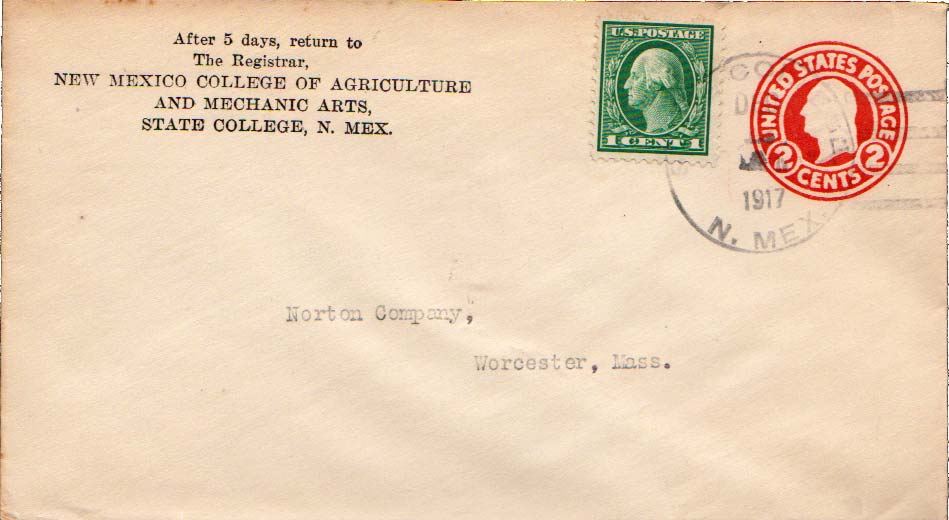 After 5 days, return to
The Registrar,
NEW MEXICO COLLEGE OF AGRICULTURE
AND MECHANIC ARTS,
STATE COLLEGE, N. MEX.
U.S. POSTAGE
1 CENT 1
UNITED STATES POSTAGE
2 CENTS 2
1917
N. MEX.
Norton Company,
Worcester, Mass.